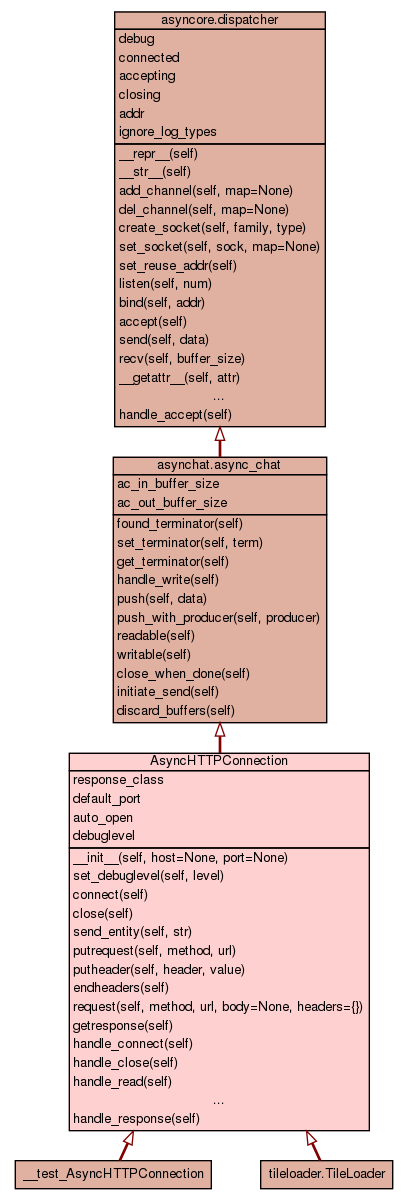 asyncore.dispatcher
debug
connected
accepting
closing
addr
ignore_log_types
__repr__(self)
__str__(self)
add_channel(self, map=None)
del_channel(self, map=None)
create_socket(self, family, type)
set_socket(self, sock, map=None)
set_reuse_addr(self)
listen(self, num)
bind(self, addr)
accept(self)
send(self, data)
recv(self, buffer_size)
__getattr__(self, attr)
...
handle_accept(self)
asynchat.async_chat
ac_in_buffer_size
ac_out_buffer_size
found_terminator(self)
set_terminator(self, term)
get_terminator(self)
handle_write(self)
push(self, data)
push_with_producer(self, producer)
readable(self)
writable(self)
close_when_done(self)
initiate_send(self)
discard_buffers(self)
AsyncHTTPConnection
response_class
default_port
auto_open
debuglevel
__init__(self, host=None, port=None)
set_debuglevel(self, level)
connect(self)
close(self)
send_entity(self, str)
putrequest(self, method, url)
putheader(self, header, value)
endheaders(self)
request(self, method, url, body=None, headers={})
getresponse(self)
handle_connect(self)
handle_close(self)
handle_read(self)
...
handle_response(self)
__test_AsyncHTTPConnection
tileloader.TileLoader